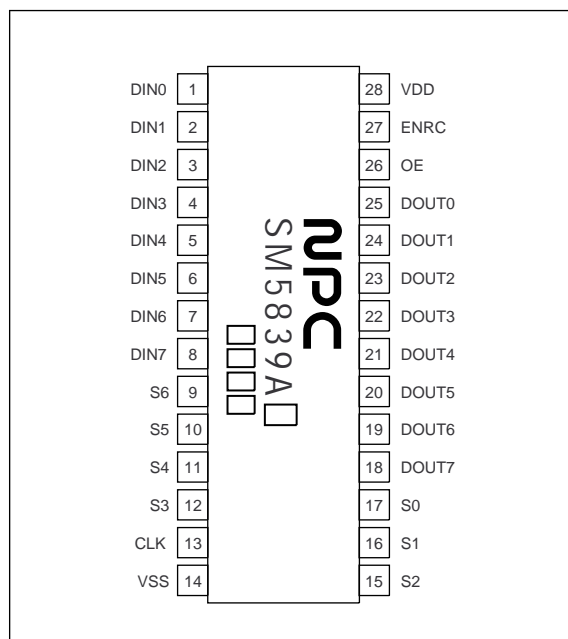 DIN0 1 28 VDD
DIN1 2 27 ENRC
DIN2 3 26 OE
DIN3 4 25 DOUT0
DIN4 5 24 DOUT1
DIN5 6 23 DOUT2
DIN6 7 22 DOUT3
DIN7 8 21 DOUT4
S6 9 20 DOUT5
S5 10 19 DOUT6
S4 11 18 DOUT7
S3 12 17 S0
CLK 13 16 S1
VSS 14 15 S2
NPC
SM5839A